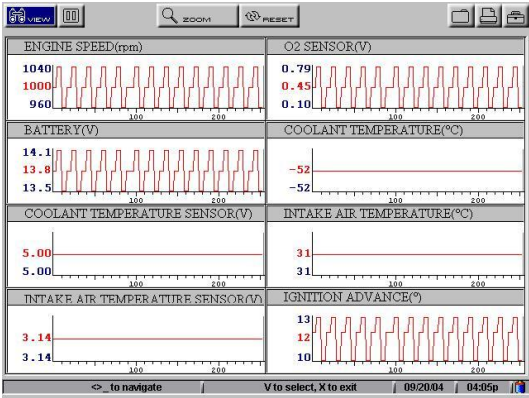 VIEW ZOOM RESET
ENGINE SPEED(rpm)
1040
1000
960
100 200
O2 SENSOR(V)
0.79
0.45
0.10
100 200
BATTERY(V)
14.1
13.8
13.5
100 200
COOLANT TEMPERATURE(°C)
-52
-52
100 200
COOLANT TEMPERATURE SENSOR(V)
5.00
5.00
100 200
INTAKE AIR TEMPERATURE(°C)
31
31
100 200
INTAKE AIR TEMPERATURE SENSOR(V)
3.14
3.14
100 200
IGNITION ADVANCE(°)
13
12
10
100 200
<>_ to navigate V to select, X to exit 09/20/04 04:05p